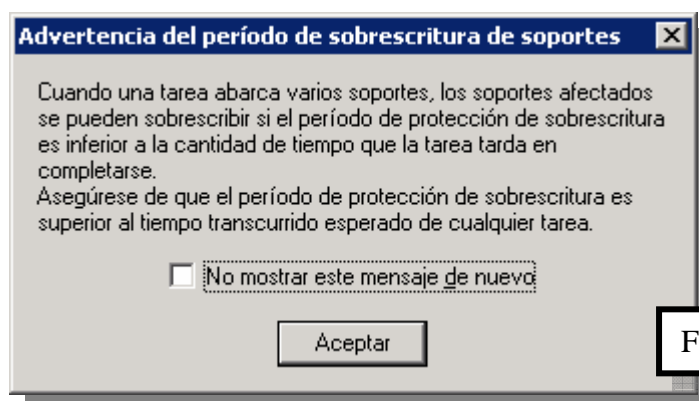 Advertencia del período de sobrescritura de soportes
Cuando una tarea abarca varios soportes, los soportes afectados
se pueden sobrescribir si el período de protección de sobrescritura
es inferior a la cantidad de tiempo que la tarea tarda en
completarse.
Asegúrese de que el período de protección de sobrescritura es
superior al tiempo transcurrido esperado de cualquier tarea.
No mostrar este mensaje de nuevo
Aceptar
F